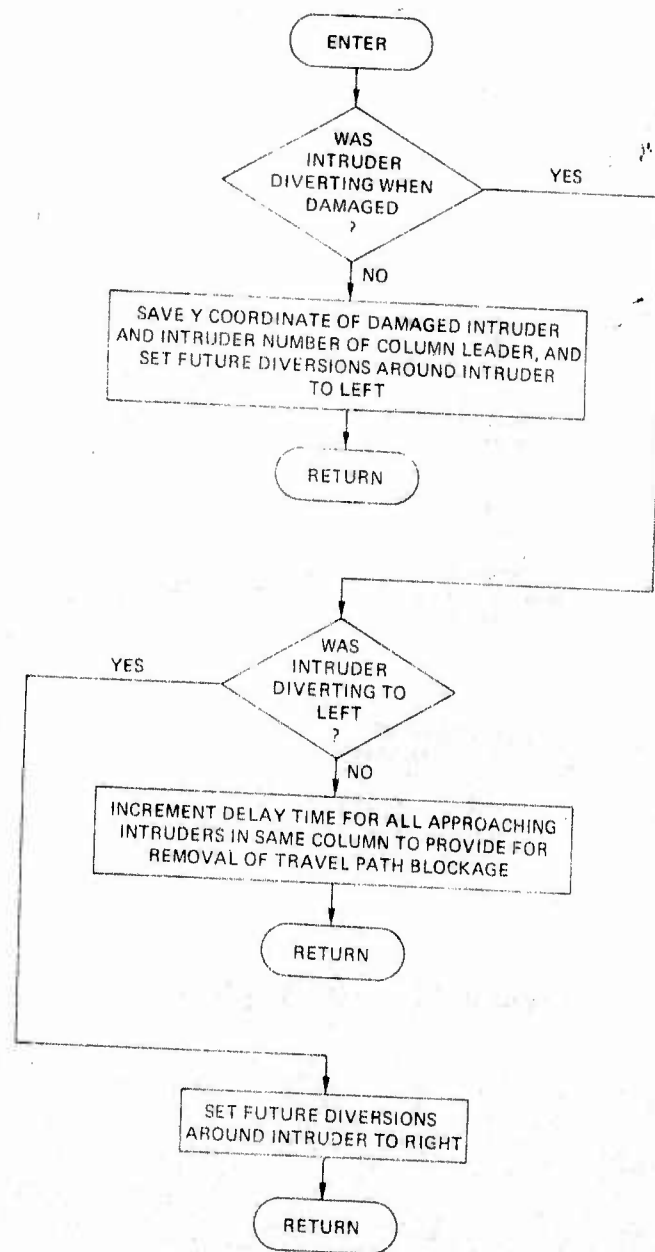 ENTER
WAS
INTRUDER
DIVERTING WHEN
DAMAGED
?
YES
NO
SAVE Y COORDINATE OF DAMAGED INTRUDER
AND INTRUDER NUMBER OF COLUMN LEADER, AND
SET FUTURE DIVERSIONS AROUND INTRUDER
TO LEFT
RETURN
WAS
INTRUDER
DIVERTING TO
LEFT
?
YES
NO
INCREMENT DELAY TIME FOR ALL APPROACHING
INTRUDERS IN SAME COLUMN TO PROVIDE FOR
REMOVAL OF TRAVEL PATH BLOCKAGE
RETURN
SET FUTURE DIVERSIONS
AROUND INTRUDER TO RIGHT
RETURN